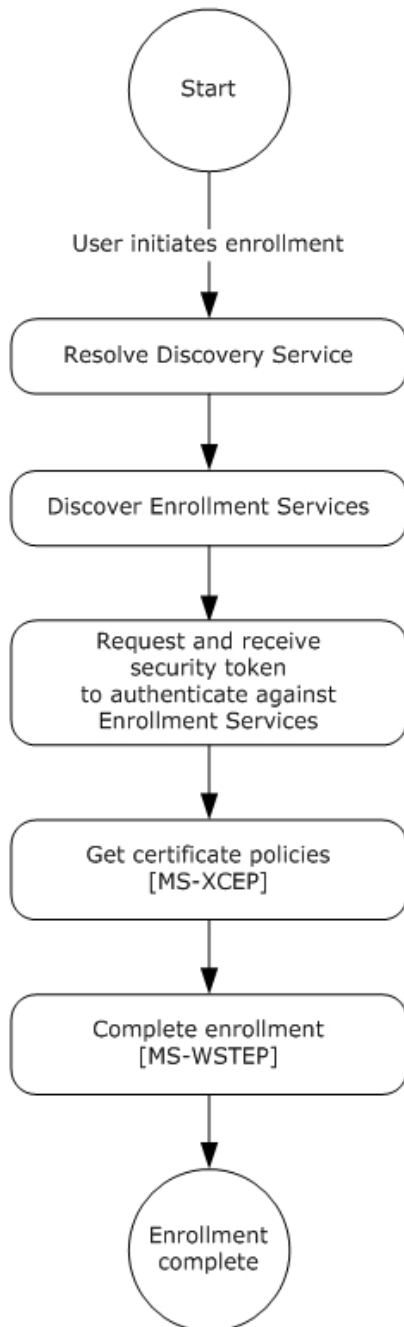 Start
User initiates enrollment
Resolve Discovery Service
Discover Enrollment Services
Request and receive
security token
to authenticate against
Enrollment Services
Get certificate policies
[MS-XCEP]
Complete enrollment
[MS-WSTEP]
Enrollment
complete